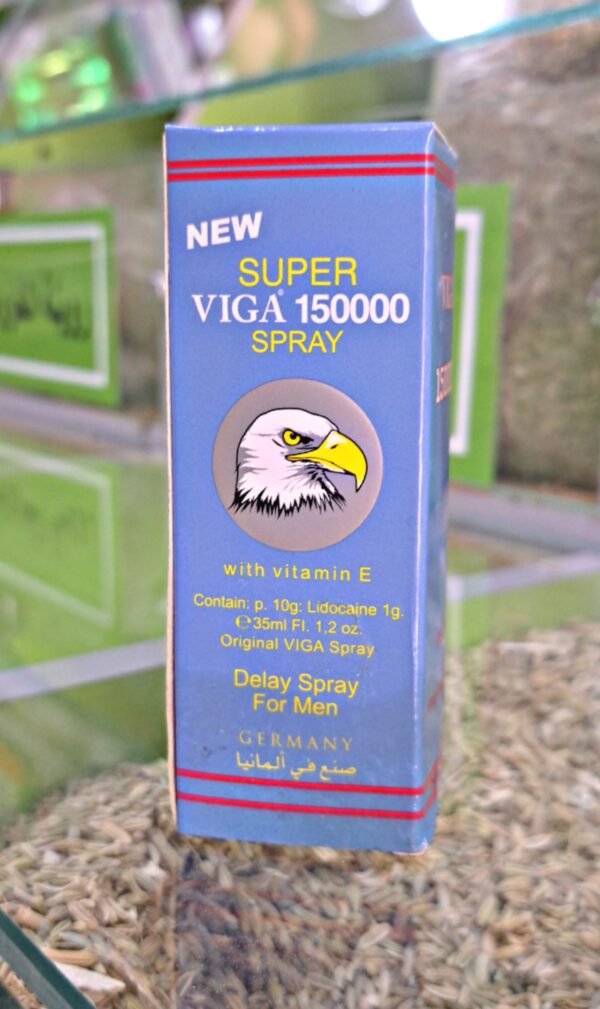 NEW
SUPER
VIGA® 150000
SPRAY
with vitamin E
Contain: p. 10g: Lidocaine 1g.
℮35ml Fl. 1,2 oz.
Original VIGA Spray
Delay Spray
For Men
GERMANY
صنع في ألمانيا